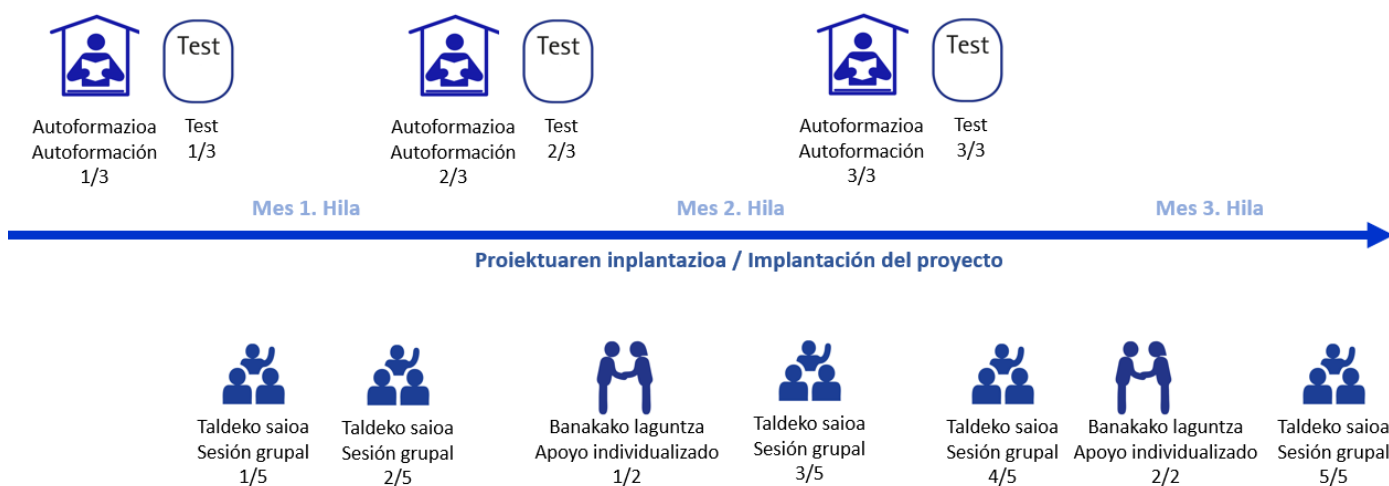 Test
Autoformazioa
Autoformación
1/3
Test
1/3
Test
Autoformazioa
Autoformación
2/3
Test
2/3
Test
Autoformazioa
Autoformación
3/3
Test
3/3
Mes 1. Hila
Mes 2. Hila
Mes 3. Hila
Proiektuaren inplantazioa / Implantación del proyecto
Taldeko saioa
Sesión grupal
1/5
Taldeko saioa
Sesión grupal
2/5
Banakako laguntza
Apoyo individualizado
1/2
Taldeko saioa
Sesión grupal
3/5
Taldeko saioa
Sesión grupal
4/5
Banakako laguntza
Apoyo individualizado
2/2
Taldeko saioa
Sesión grupal
5/5